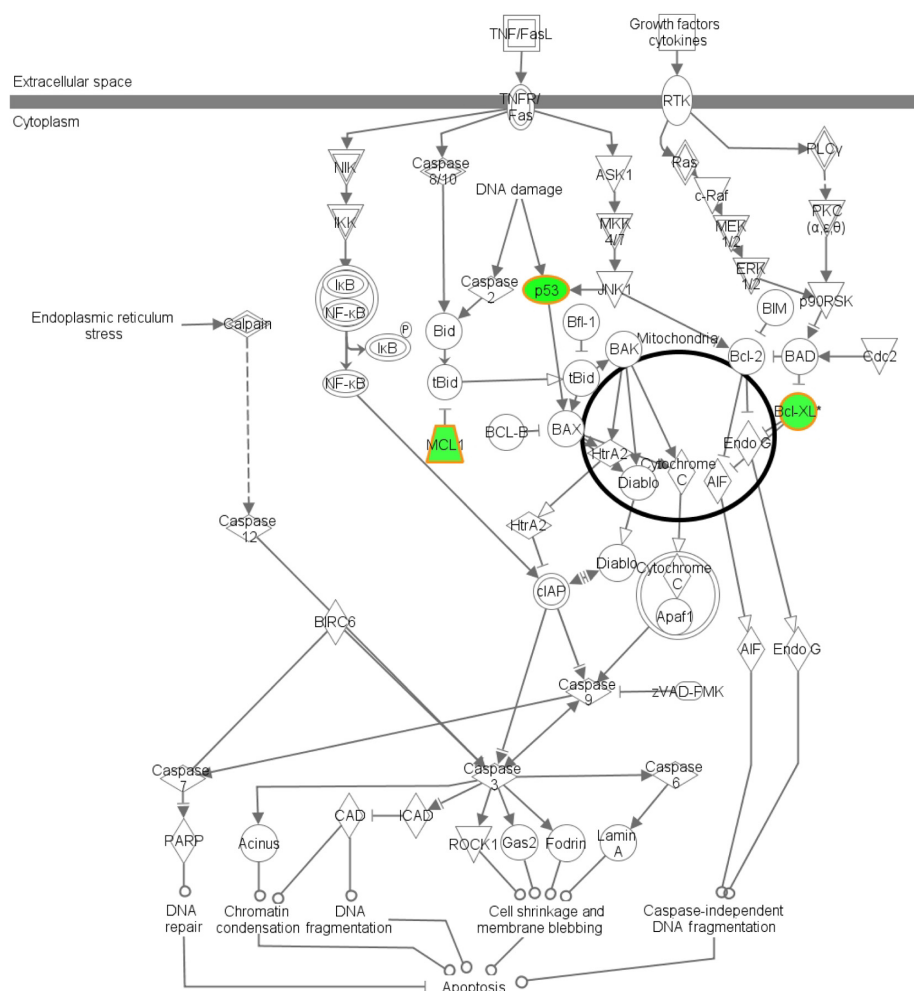 TNF/FasL
Growth factors
cytokines
Extracellular space
Cytoplasm
TNFR/
Fas
RTK
NIK
Caspase
8/10
ASK1
Ras
PLCγ
c-Raf
DNA damage
IKK
MKK
4/7
MEK
1/2
PKC
(α,ε,θ)
ERK
1/2
Caspase
2
p53
JNK1
p90RSK
IκB
NF-κB
BIM
Endoplasmic reticulum
stress
Calpain
P
IκB
Bid
Bfl-1
BAK
Mitochondria
Bcl-2
BAD
Cdc2
NF-κB
tBid
tBid
Bcl-XL*
MCL1
BCL-B
BAX
Endo G
HtrA2
Cytochrome
C
Diablo
AIF
Caspase
12
HtrA2
Diablo
Cytochrome
C
cIAP
Apaf1
BIRC6
AIF
Endo G
Caspase
9
zVAD-FMK
Caspase
7
Caspase
3
Caspase
6
PARP
Acinus
CAD
ICAD
ROCK1
Gas2
Fodrin
Lamin
A
DNA
repair
Chromatin
condensation
DNA
fragmentation
Cell shrinkage and
membrane blebbing
Caspase-independent
DNA fragmentation
Apoptosis